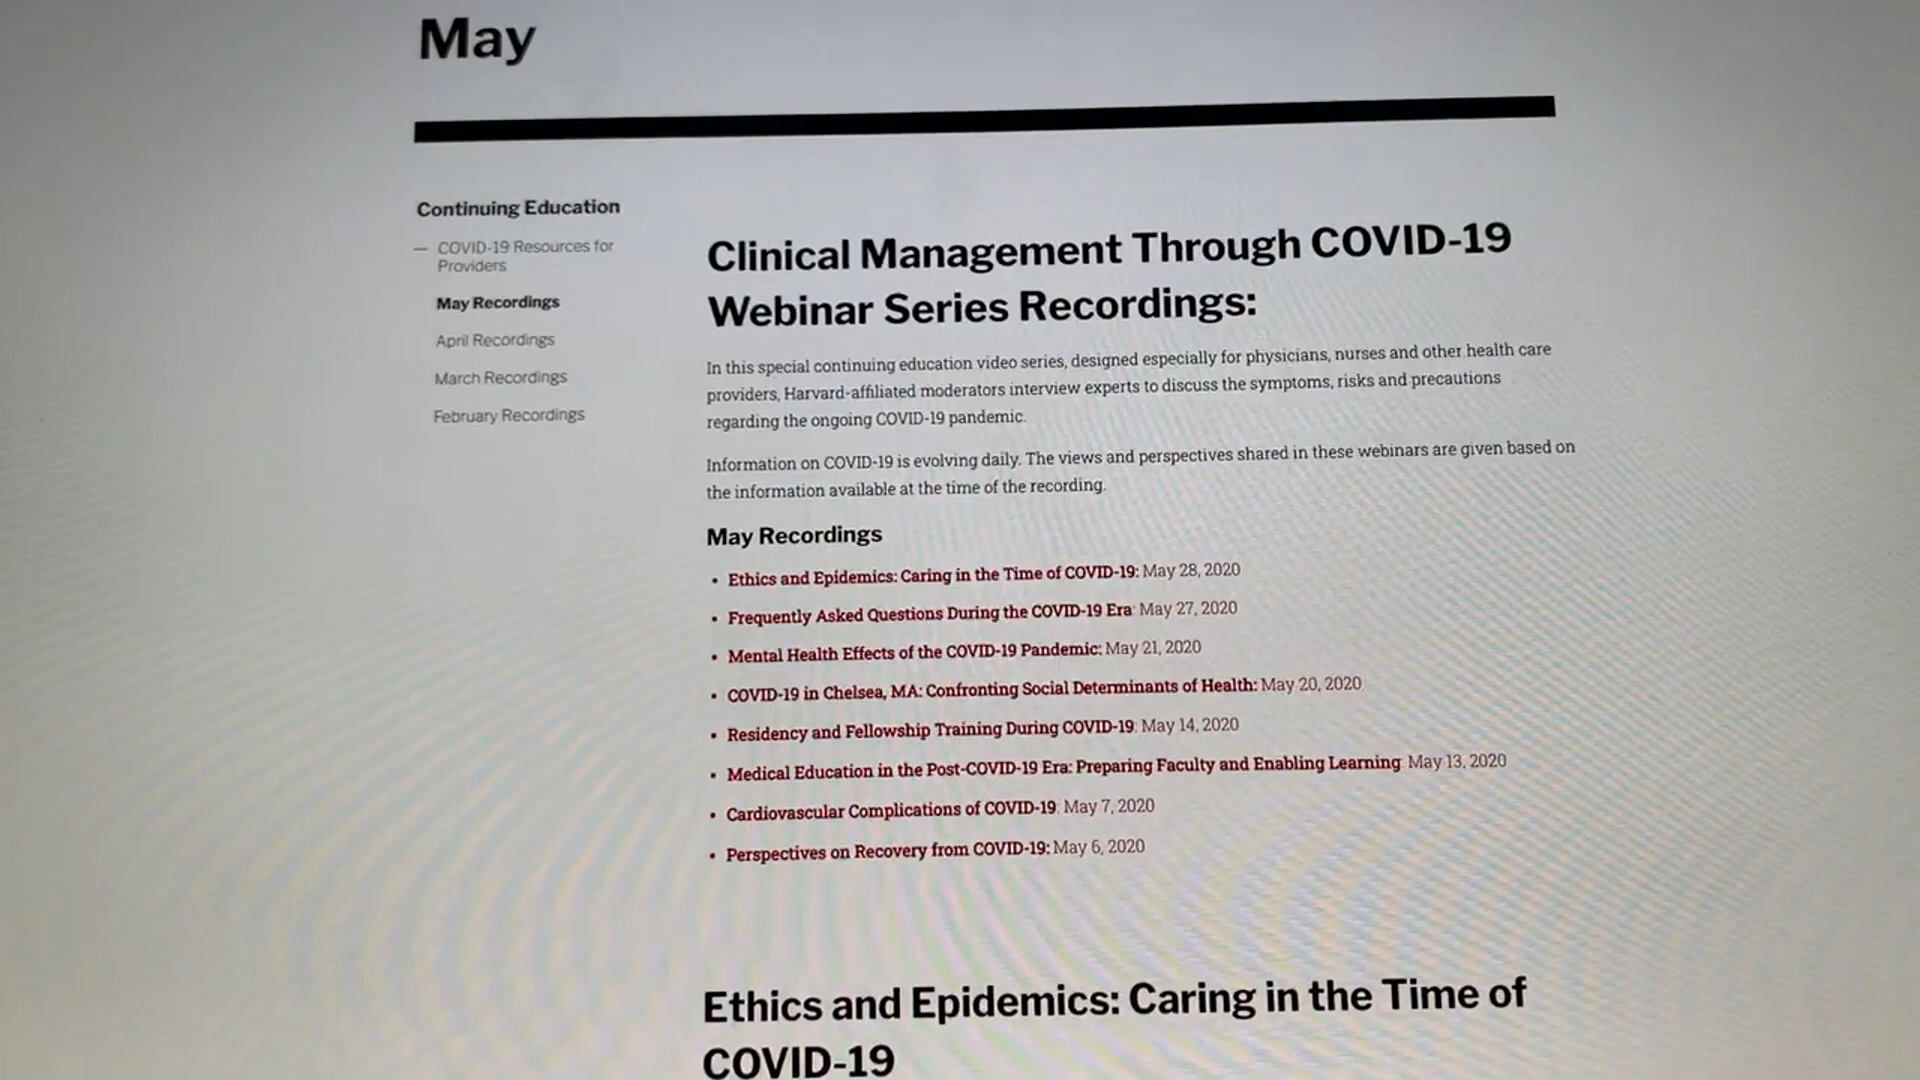 May
Continuing Education
— COVID-19 Resources for
Providers
May Recordings
April Recordings
March Recordings
February Recordings
Clinical Management Through COVID-19
Webinar Series Recordings:
In this special continuing education video series, designed especially for physicians, nurses and other health care
providers, Harvard-affiliated moderators interview experts to discuss the symptoms, risks and precautions
regarding the ongoing COVID-19 pandemic.
Information on COVID-19 is evolving daily. The views and perspectives shared in these webinars are given based on
the information available at the time of the recording.
May Recordings
• Ethics and Epidemics: Caring in the Time of COVID-19: May 28, 2020
• Frequently Asked Questions During the COVID-19 Era: May 27, 2020
• Mental Health Effects of the COVID-19 Pandemic: May 21, 2020
• COVID-19 in Chelsea, MA: Confronting Social Determinants of Health: May 20, 2020
• Residency and Fellowship Training During COVID-19: May 14, 2020
• Medical Education in the Post-COVID-19 Era: Preparing Faculty and Enabling Learning: May 13, 2020
• Cardiovascular Complications of COVID-19: May 7, 2020
• Perspectives on Recovery from COVID-19: May 6, 2020
Ethics and Epidemics: Caring in the Time of
COVID-19